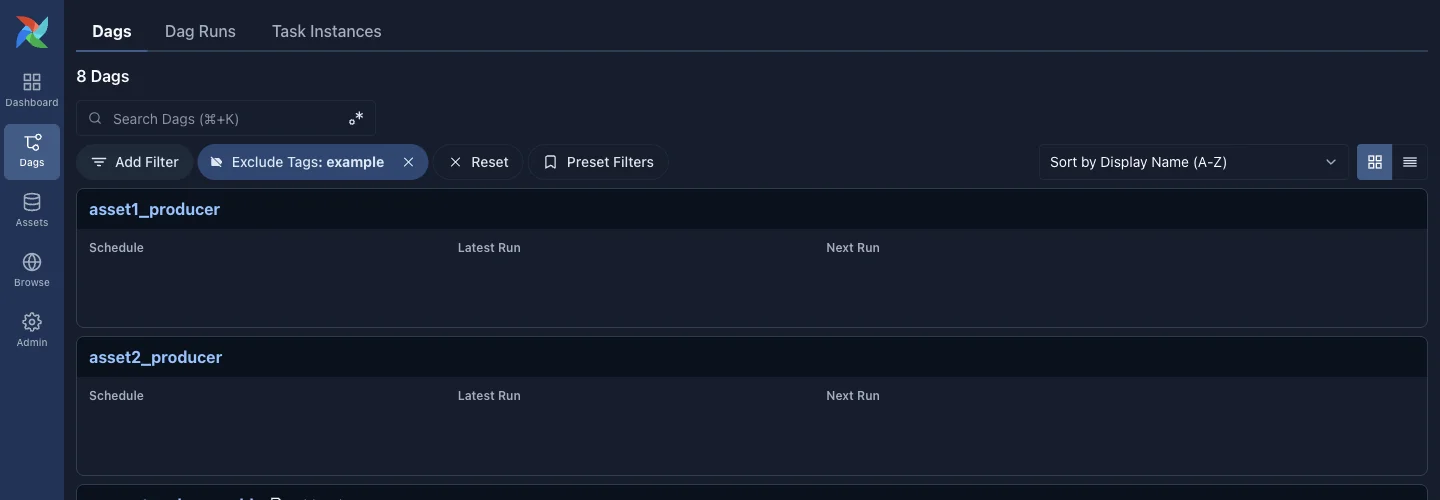 Dags Dag Runs Task Instances
8 Dags
Search Dags (⌘+K) .*
Add Filter Exclude Tags: example Reset Preset Filters Sort by Display Name (A-Z)
Dashboard
Dags
Assets
Browse
Admin
asset1_producer
Schedule Latest Run Next Run
asset2_producer
Schedule Latest Run Next Run